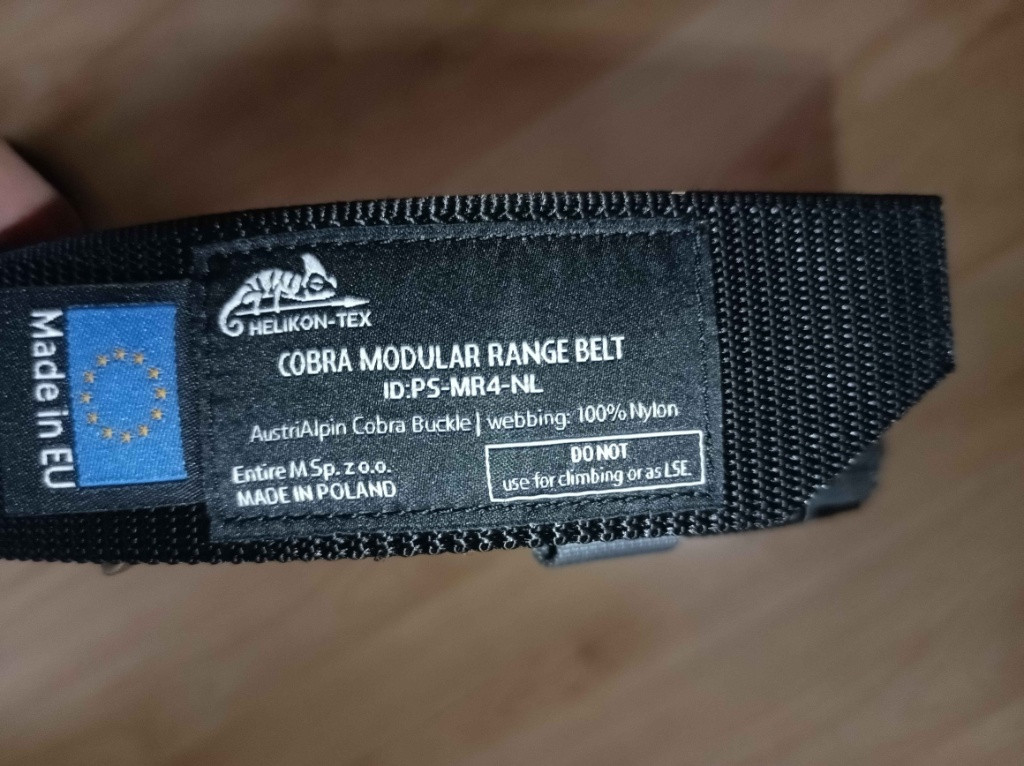 Made in EU
HELIKON-TEX
COBRA MODULAR RANGE BELT
ID:PS-MR4-NL
AustriAlpin Cobra Buckle | webbing: 100% Nylon
Entire M Sp. z o.o.
MADE IN POLAND
DO NOT
use for climbing or as LSE.